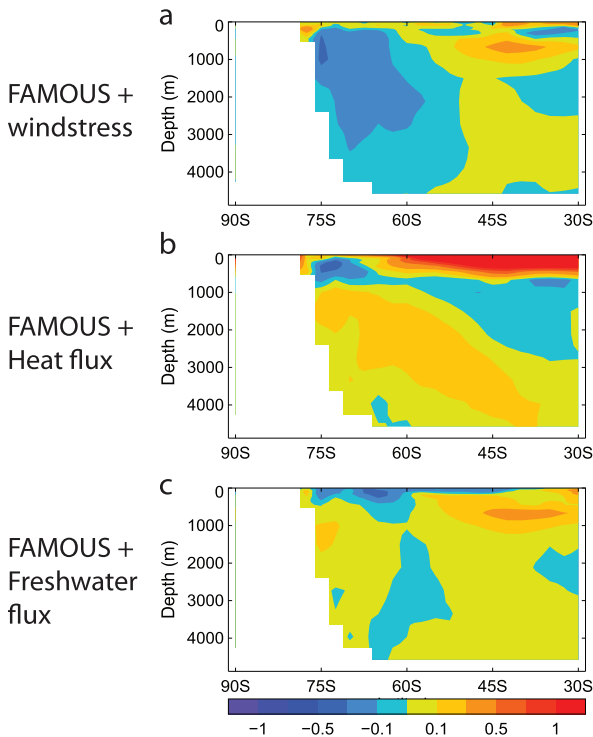 a
FAMOUS +
windstress
Depth (m)
0
1000
2000
3000
4000
90S 75S 60S 45S 30S
b
FAMOUS +
Heat flux
Depth (m)
0
1000
2000
3000
4000
90S 75S 60S 45S 30S
c
FAMOUS +
Freshwater
flux
Depth (m)
0
1000
2000
3000
4000
90S 75S 60S 45S 30S
−1 −0.5 −0.1 0.1 0.5 1